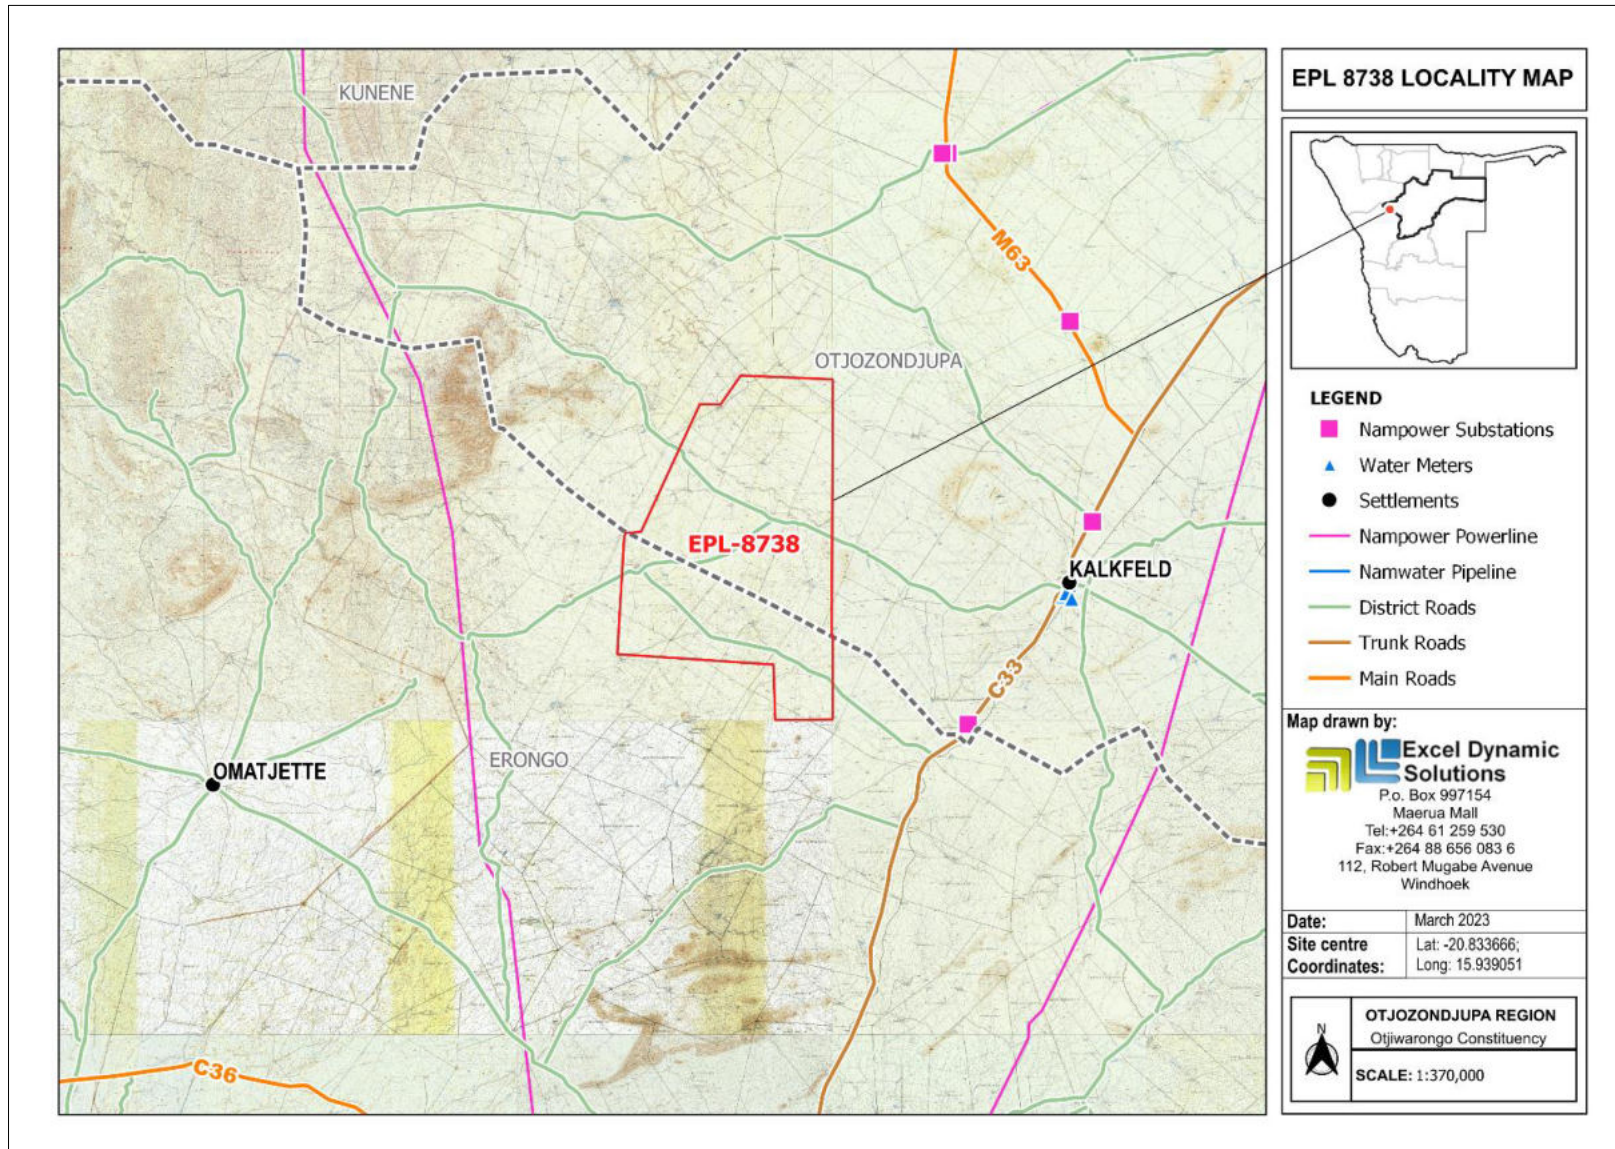 KUNENE
M63
OTJOZONDJUPA
EPL-8738
KALKFELD
C33
ERONGO
OMATJETTE
C36
EPL 8738 LOCALITY MAP
LEGEND
Nampower Substations
Water Meters
Settlements
Nampower Powerline
Namwater Pipeline
District Roads
Trunk Roads
Main Roads
Map drawn by:
Excel Dynamic
Solutions
P.o. Box 997154
Maerua Mall
Tel:+264 61 259 530
Fax:+264 88 656 083 6
112, Robert Mugabe Avenue
Windhoek
Date: March 2023
Site centre Lat: -20.833666;
Coordinates: Long: 15.939051
N
OTJOZONDJUPA REGION
Otjiwarongo Constituency
SCALE: 1:370,000